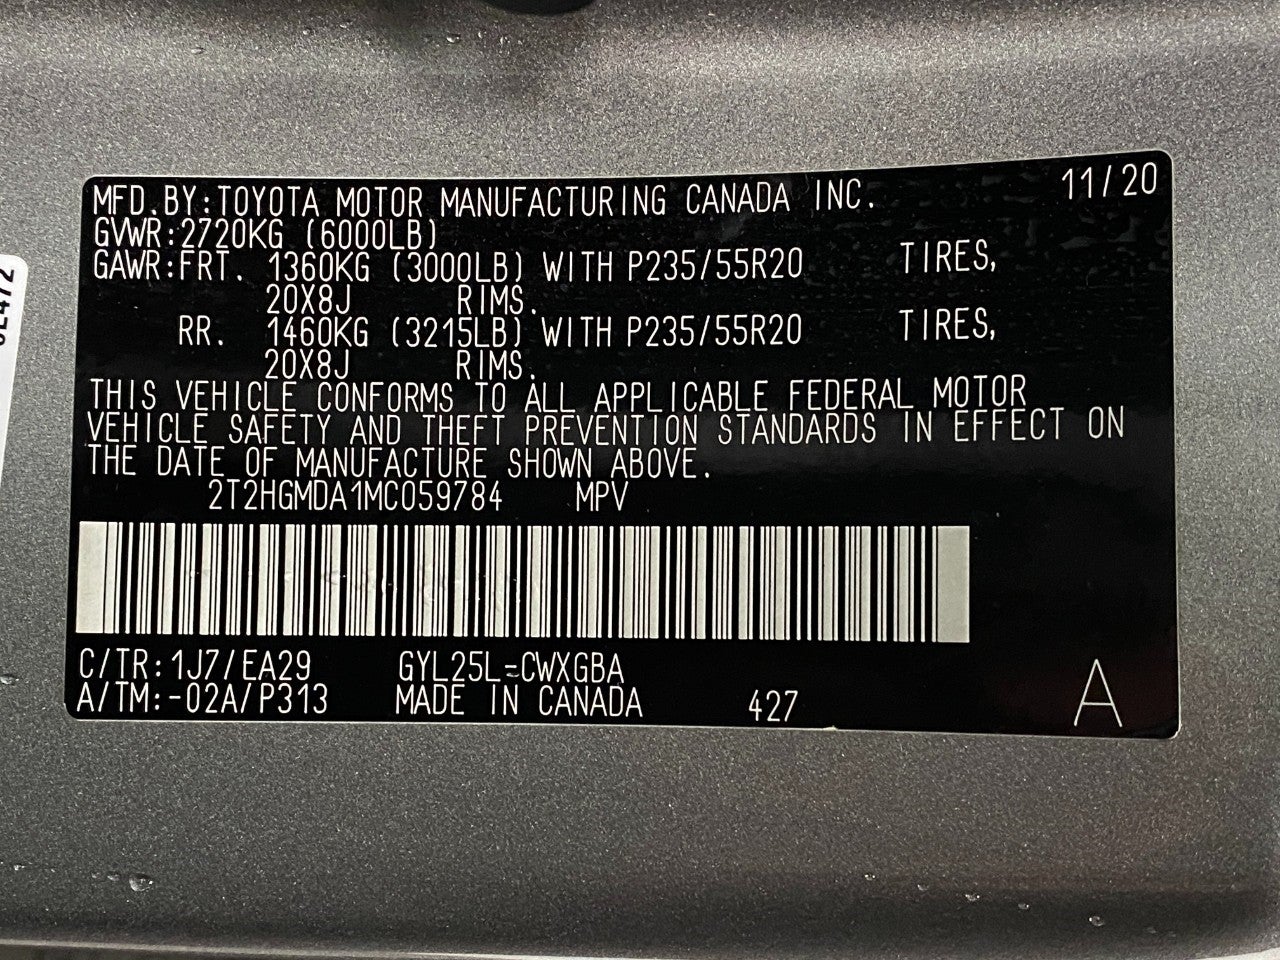 MFD.BY:TOYOTA MOTOR MANUFACTURING CANADA INC. 11/20
GVWR:2720KG (6000LB)
GAWR:FRT. 1360KG (3000LB) WITH P235/55R20 TIRES,
20X8J RIMS.
RR. 1460KG (3215LB) WITH P235/55R20 TIRES,
20X8J RIMS.
THIS VEHICLE CONFORMS TO ALL APPLICABLE FEDERAL MOTOR
VEHICLE SAFETY AND THEFT PREVENTION STANDARDS IN EFFECT ON
THE DATE OF MANUFACTURE SHOWN ABOVE.
2T2HGMDA1MC059784 MPV
C/TR:1J7/EA29 GYL25L-CWXGBA
A/TM:-02A/P313 MADE IN CANADA 427 A